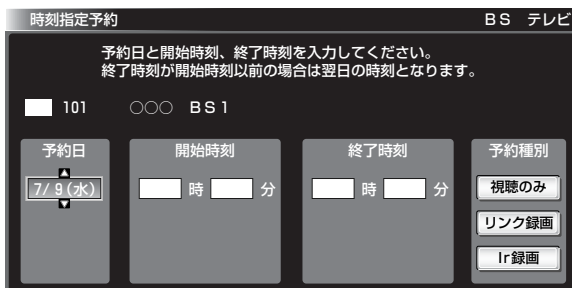 時刻指定予約 BS テレビ
予約日と開始時刻、終了時刻を入力してください。
終了時刻が開始時刻以前の場合は翌日の時刻となります。
101 ○○○ BS1
予約日 開始時刻 終了時刻 予約種別
7/ 9(水) 時 分 時 分 視聴のみ
リンク録画
Ir録画